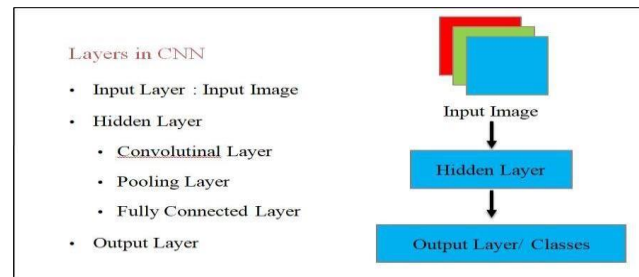 Layers in CNN
• Input Layer : Input Image
• Hidden Layer
• Convolutinal Layer
• Pooling Layer
• Fully Connected Layer
• Output Layer
Input Image
Hidden Layer
Output Layer/ Classes